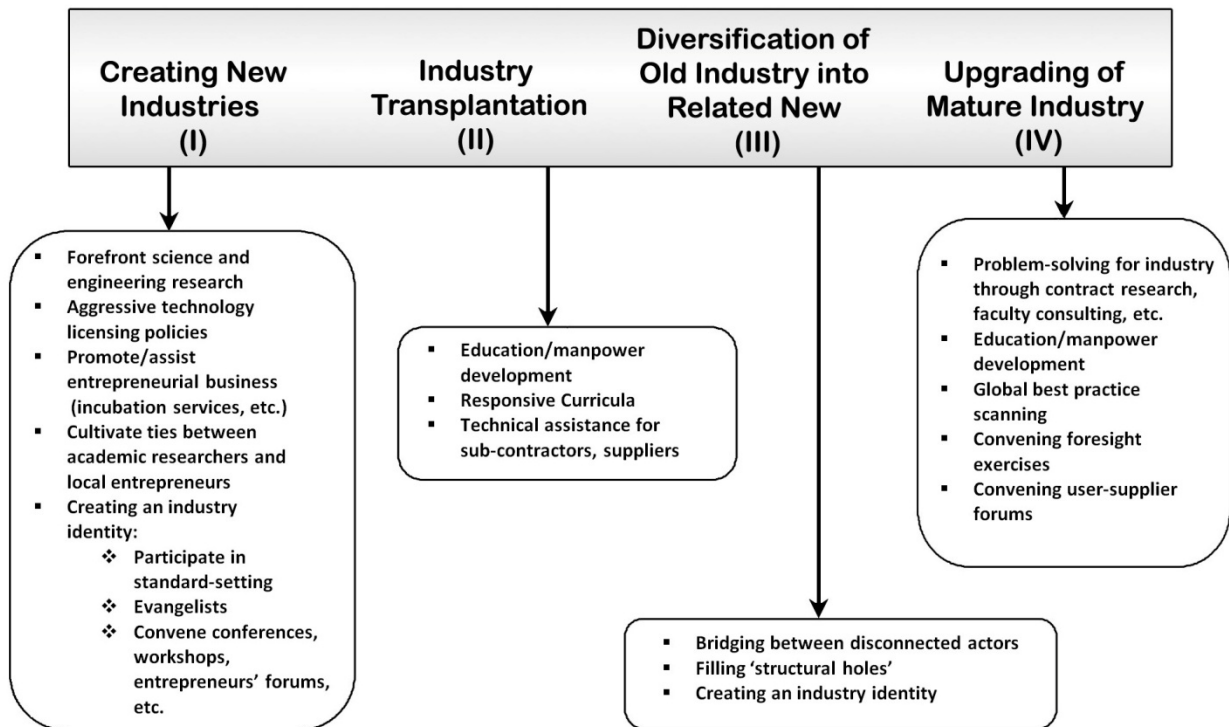 Creating New
Industries
(I)
Industry
Transplantation
(II)
Diversification of
Old Industry into
Related New
(III)
Upgrading of
Mature Industry
(IV)
▪ Forefront science and
engineering research
▪ Aggressive technology
licensing policies
▪ Promote/assist
entrepreneurial business
(incubation services, etc.)
▪ Cultivate ties between
academic researchers and
local entrepreneurs
▪ Creating an industry
identity:
❖ Participate in
standard-setting
❖ Evangelists
❖ Convene conferences,
workshops,
entrepreneurs’ forums,
etc.
▪ Education/manpower
development
▪ Responsive Curricula
▪ Technical assistance for
sub-contractors, suppliers
▪ Bridging between disconnected actors
▪ Filling ‘structural holes’
▪ Creating an industry identity
▪ Problem-solving for industry
through contract research,
faculty consulting, etc.
▪ Education/manpower
development
▪ Global best practice
scanning
▪ Convening foresight
exercises
▪ Convening user-supplier
forums